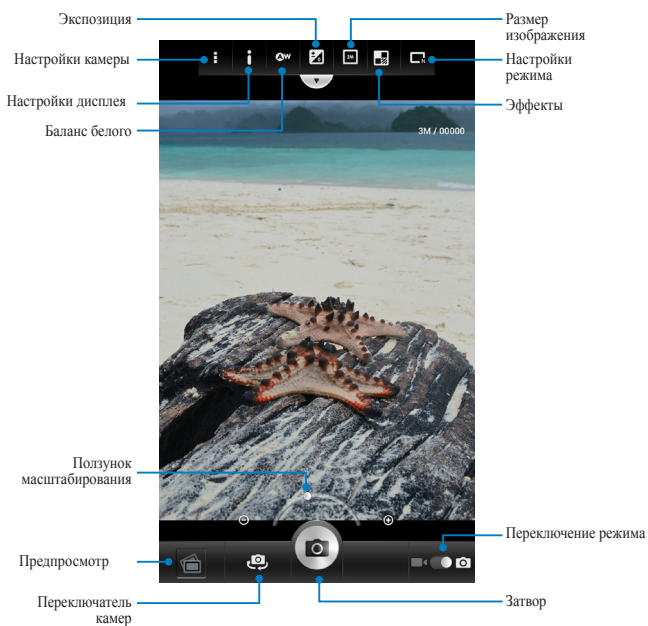 Экспозиция
Размер
изображения
Настройки камеры
Настройки
режима
Настройки дисплея
Эффекты
Баланс белого
3M / 00000
Ползунок
масштабирования
Переключение режима
Предпросмотр
Переключатель
камер
Затвор